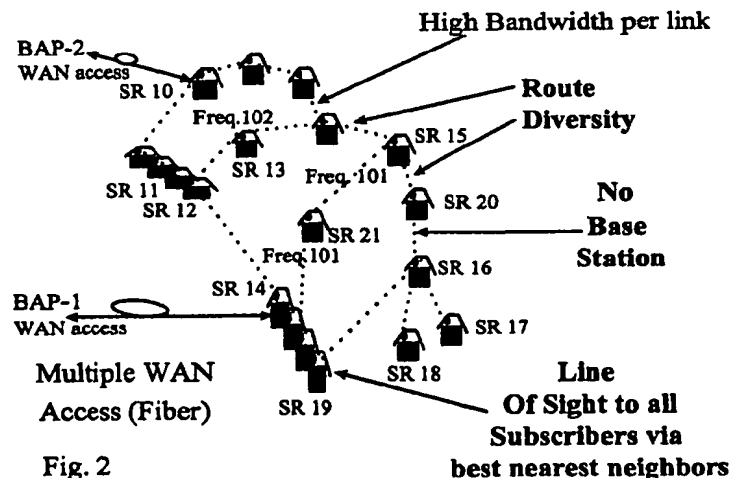 High Bandwidth per link
BAP-2
WAN access
SR 10
Freq.102
Route
Diversity
SR 13
SR 15
SR 11
SR 12
Freq.101
SR 20
No
Base
Station
SR 21
Freq.101
SR 16
SR 14
BAP-1
WAN access
SR 17
SR 18
Multiple WAN
Access (Fiber)
SR 19
Line
Of Sight to all
Subscribers via
best nearest neighbors
Fig. 2